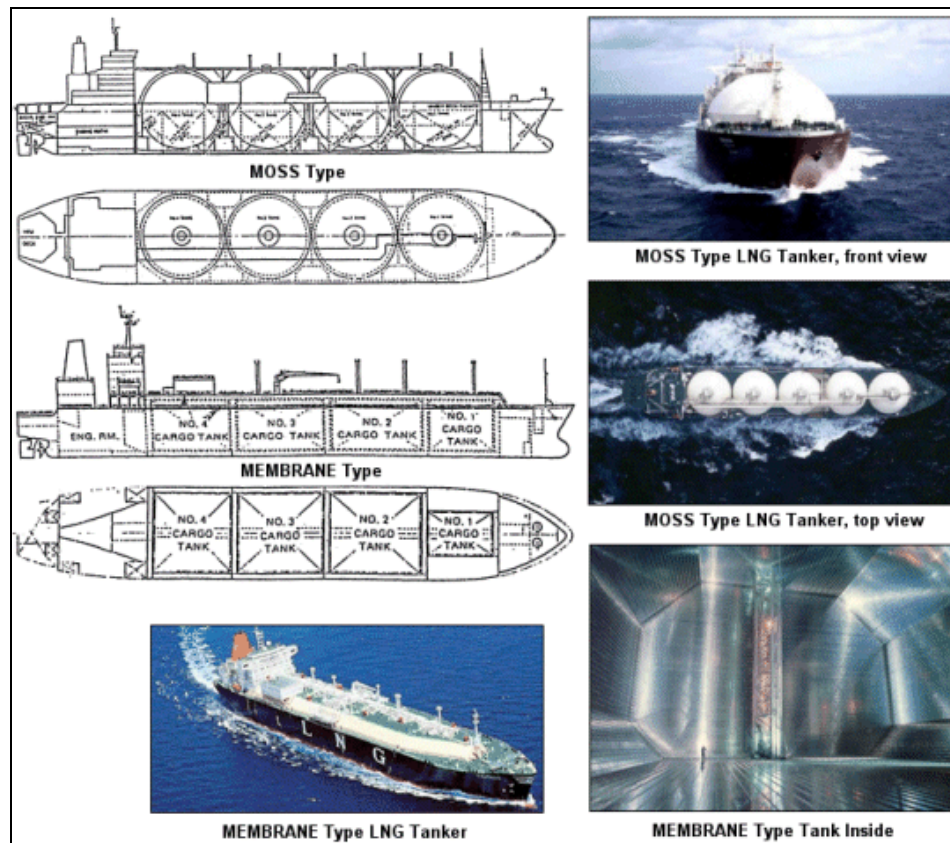 MOSS Type
MOSS Type LNG Tanker, front view
MOSS Type LNG Tanker, top view
ENG. RM.
NO. 4
CARGO
TANK
NO. 3
CARGO TANK
NO. 2
CARGO TANK
NO. 1
CARGO
TANK
MEMBRANE Type
NO. 4
CARGO
TANK
NO. 3
CARGO
TANK
NO. 2
CARGO
TANK
NO. 1
CARGO
TANK
LNG
MEMBRANE Type LNG Tanker
MEMBRANE Type Tank Inside